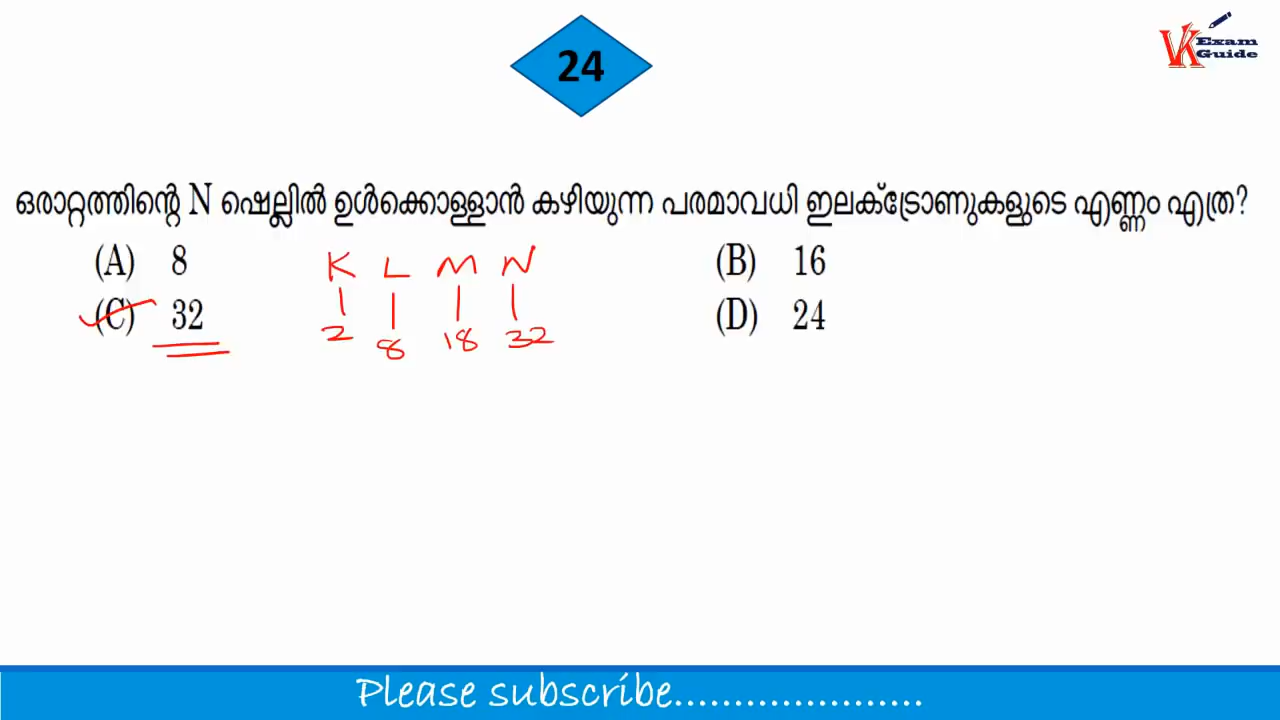 24
VK Exam Guide
ഒരാറ്റത്തിന്റെ N ഷെല്ലിൽ ഉൾക്കൊള്ളാൻ കഴിയുന്ന പരമാവധി ഇലക്ട്രോണുകളുടെ എണ്ണം എത്ര?
(A) 8
(B) 16
(C) 32
(D) 24
K L M N
2 8 18 32
Please subscribe.....................